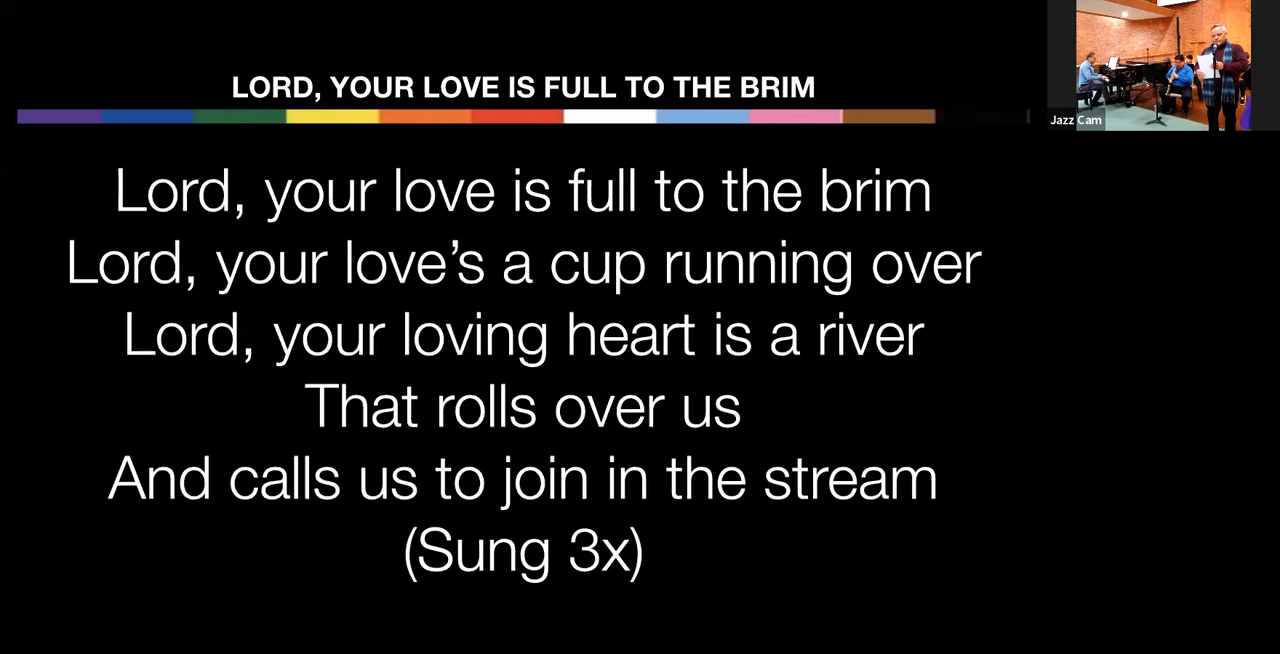 LORD, YOUR LOVE IS FULL TO THE BRIM
Jazz Cam
Lord, your love is full to the brim
Lord, your love’s a cup running over
Lord, your loving heart is a river
That rolls over us
And calls us to join in the stream
(Sung 3x)